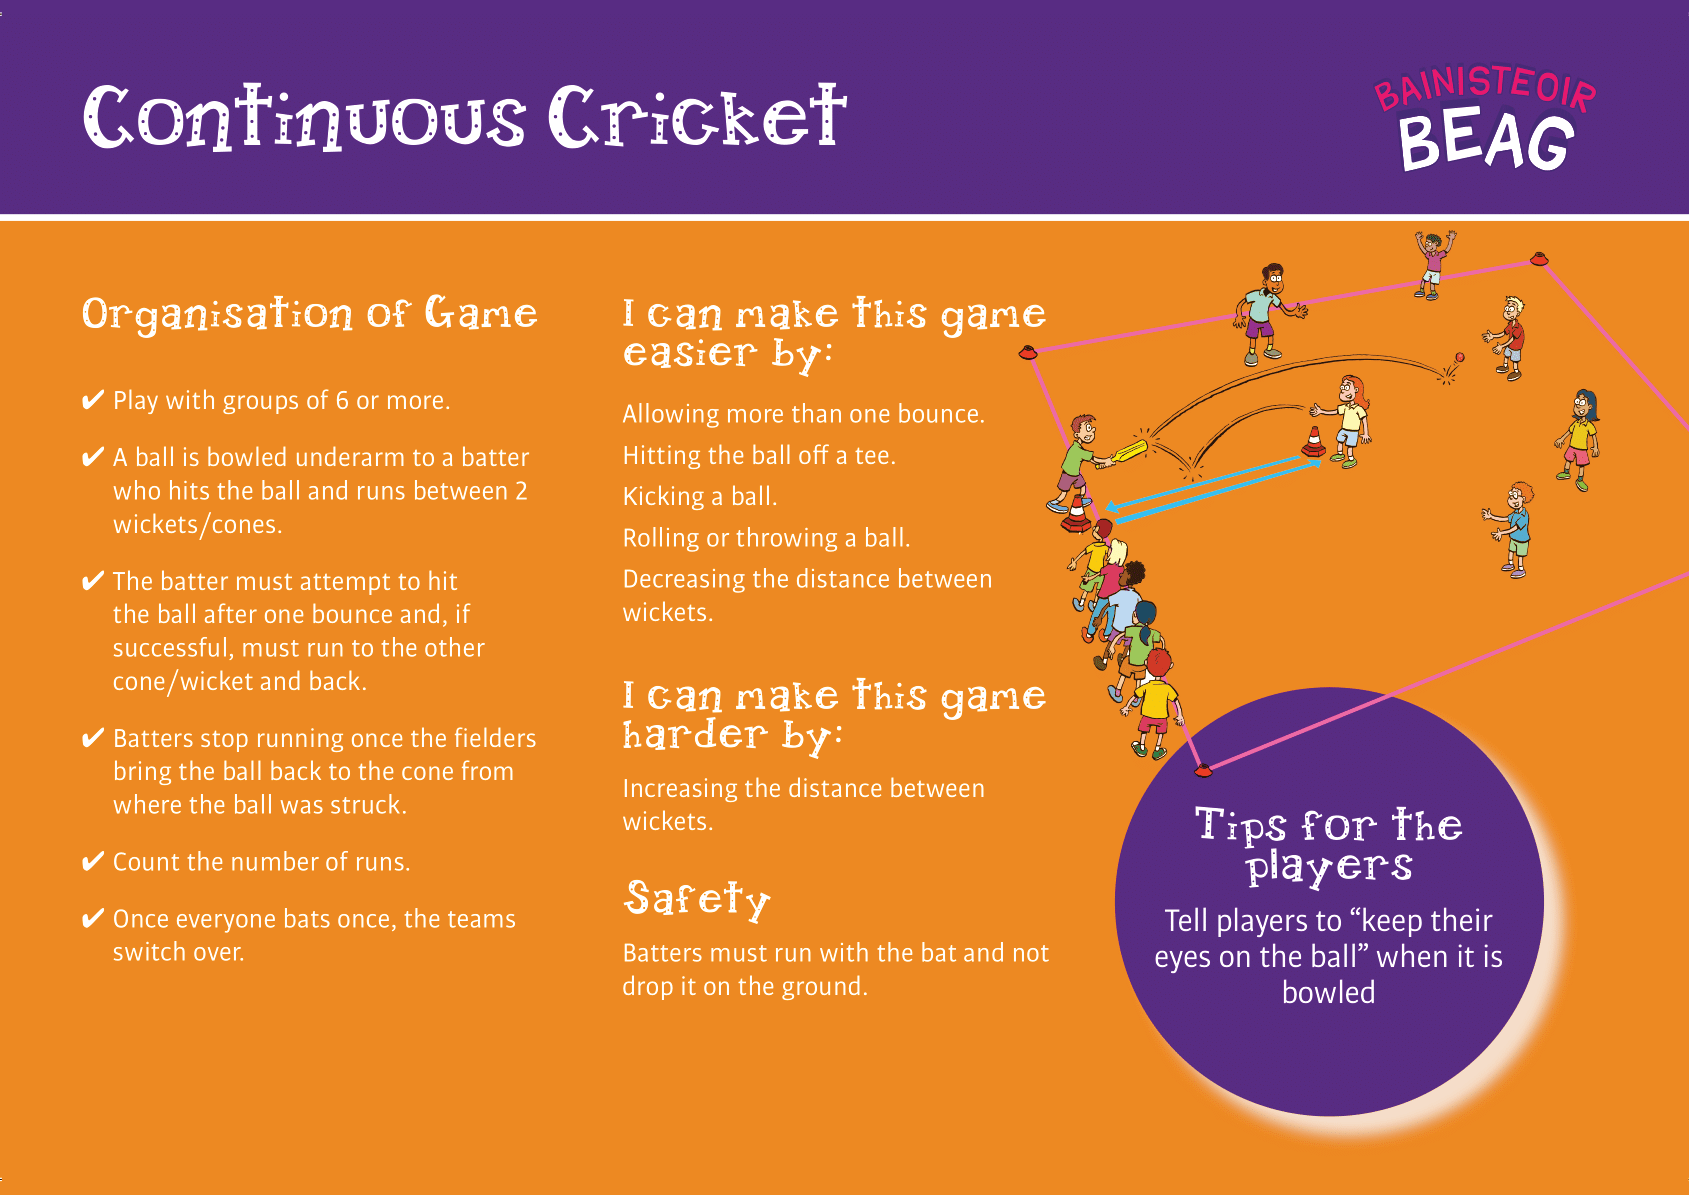 Continuous Cricket
BAINISTEOIR
BEAG
Organisation of Game
✔ Play with groups of 6 or more.
✔ A ball is bowled underarm to a batter
who hits the ball and runs between 2
wickets/cones.
✔ The batter must attempt to hit
the ball after one bounce and, if
successful, must run to the other
cone/wicket and back.
✔ Batters stop running once the fielders
bring the ball back to the cone from
where the ball was struck.
✔ Count the number of runs.
✔ Once everyone bats once, the teams
switch over.
I can make this game
easier by:
Allowing more than one bounce.
Hitting the ball off a tee.
Kicking a ball.
Rolling or throwing a ball.
Decreasing the distance between
wickets.
I can make this game
harder by:
Increasing the distance between
wickets.
Safety
Batters must run with the bat and not
drop it on the ground.
Tips for the
players
Tell players to “keep their
eyes on the ball” when it is
bowled